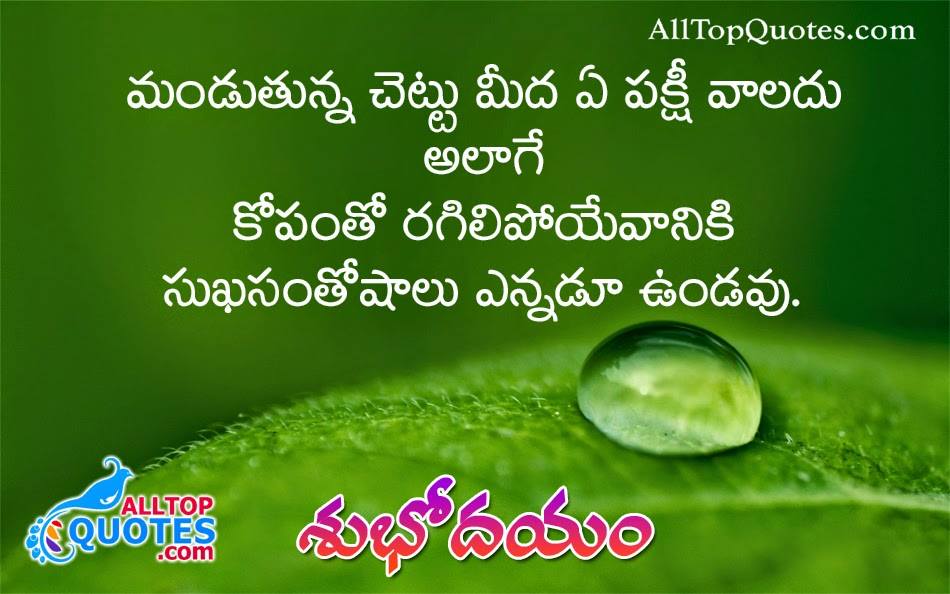 AllTopQuotes.com
మండుతున్న చెట్టు మీద ఏ పక్షీ వాలదు
అలాగే
కోపంతో రగిలిపోయేవానికి
సుఖసంతోషాలు ఎన్నడూ ఉండవు.
ALLTOP
QUOTES
.com
శుభోదయం